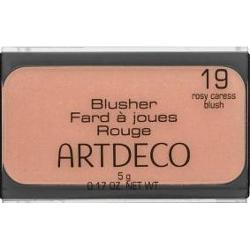 19
rosy caress
blush
Blusher
Fard à joues
Rouge
ARTDECO
5 g
0.17 OZ. NET WT.